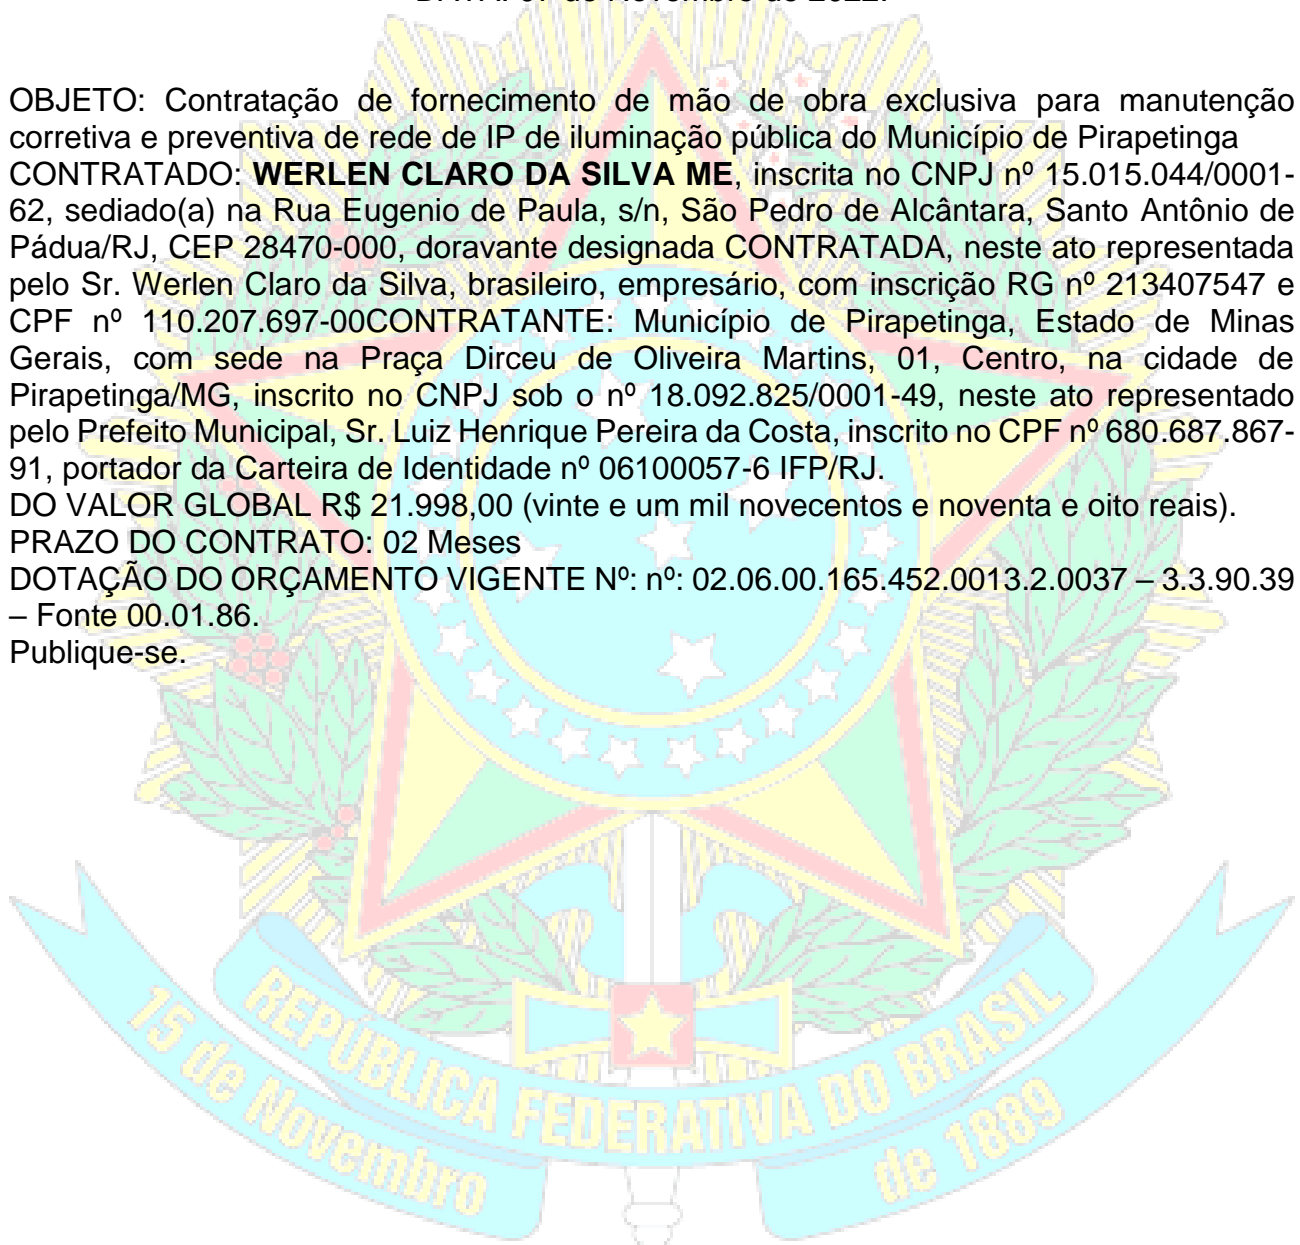 OBJETO: Contratação de fornecimento de mão de obra exclusiva para manutenção
corretiva e preventiva de rede de IP de iluminação pública do Município de Pirapetinga
CONTRATADO: WERLEN CLARO DA SILVA ME, inscrita no CNPJ nº 15.015.044/0001-
62, sediado(a) na Rua Eugenio de Paula, s/n, São Pedro de Alcântara, Santo Antônio de
Pádua/RJ, CEP 28470-000, doravante designada CONTRATADA, neste ato representada
pelo Sr. Werlen Claro da Silva, brasileiro, empresário, com inscrição RG nº 213407547 e
CPF nº 110.207.697-00CONTRATANTE: Município de Pirapetinga, Estado de Minas
Gerais, com sede na Praça Dirceu de Oliveira Martins, 01, Centro, na cidade de
Pirapetinga/MG, inscrito no CNPJ sob o nº 18.092.825/0001-49, neste ato representado
pelo Prefeito Municipal, Sr. Luiz Henrique Pereira da Costa, inscrito no CPF nº 680.687.867-
91, portador da Carteira de Identidade nº 06100057-6 IFP/RJ.
DO VALOR GLOBAL R$ 21.998,00 (vinte e um mil novecentos e noventa e oito reais).
PRAZO DO CONTRATO: 02 Meses
DOTAÇÃO DO ORÇAMENTO VIGENTE Nº: nº: 02.06.00.165.452.0013.2.0037 – 3.3.90.39
– Fonte 00.01.86.
Publique-se.
REPÚBLICA FEDERATIVA DO BRASIL
15 de Novembro de 1889